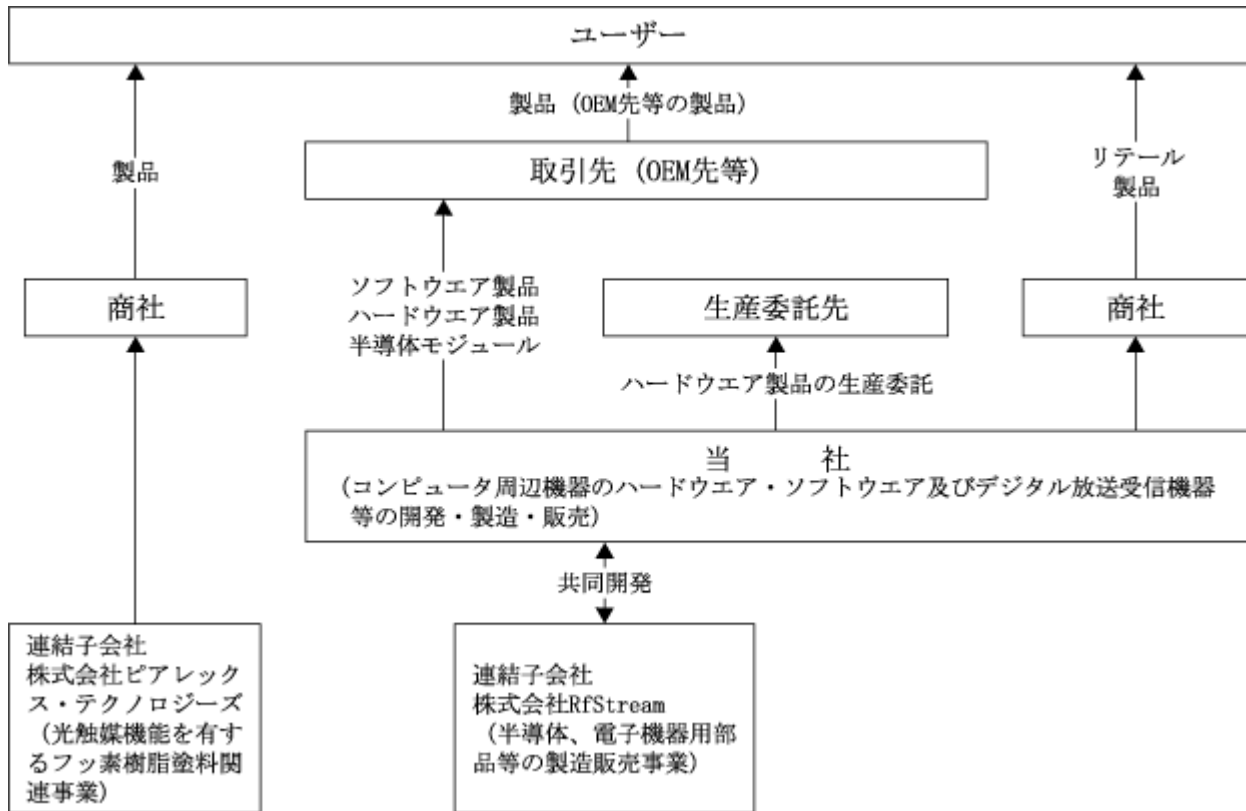 ユーザー
製品 (OEM先等の製品)
取引先 (OEM先等)
製品
リテール
製品
ソフトウエア製品
ハードウエア製品
半導体モジュール
商社
生産委託先
商社
ハードウエア製品の生産委託
当 社
(コンピュータ周辺機器のハードウエア・ソフトウエア及びデジタル放送受信機器
等の開発・製造・販売)
共同開発
連結子会社
株式会社ピアレック
ス・テクノロジーズ
(光触媒機能を有す
るフッ素樹脂塗料関
連事業)
連結子会社
株式会社RfStream
(半導体、電子機器用部
品等の製造販売事業)